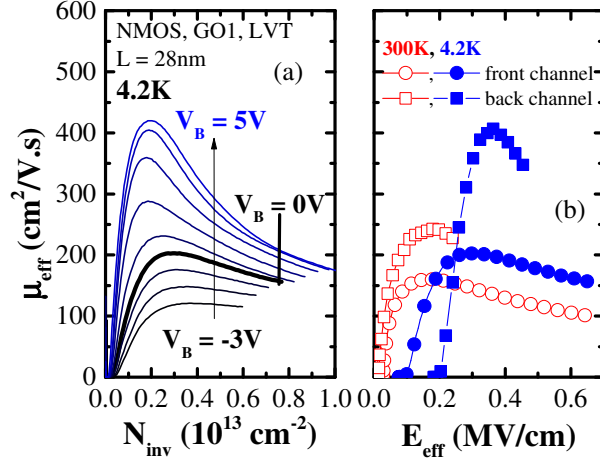 600
500
400
300
200
100
0
μeff (cm²/V.s)
NMOS, GO1, LVT
L = 28nm
4.2K
(a)
VB = 5V
VB = 0V
VB = -3V
0.0 0.2 0.4 0.6 0.8 1.0
Ninv (10¹³ cm⁻²)
300K, 4.2K
, front channel
, back channel
(b)
0.0 0.2 0.4 0.6
Eeff (MV/cm)